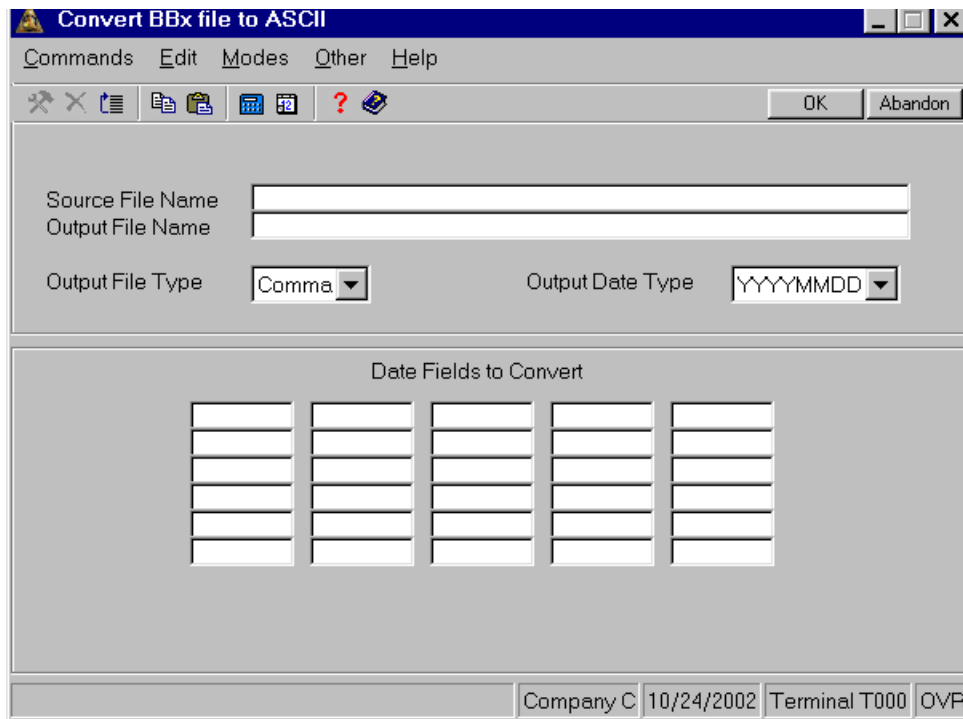 Convert BBx file to ASCII
Commands Edit Modes Other Help
OK Abandon
Source File Name
Output File Name
Output File Type Comma Output Date Type YYYYMMDD
Date Fields to Convert
Company C 10/24/2002 Terminal T000 OVR